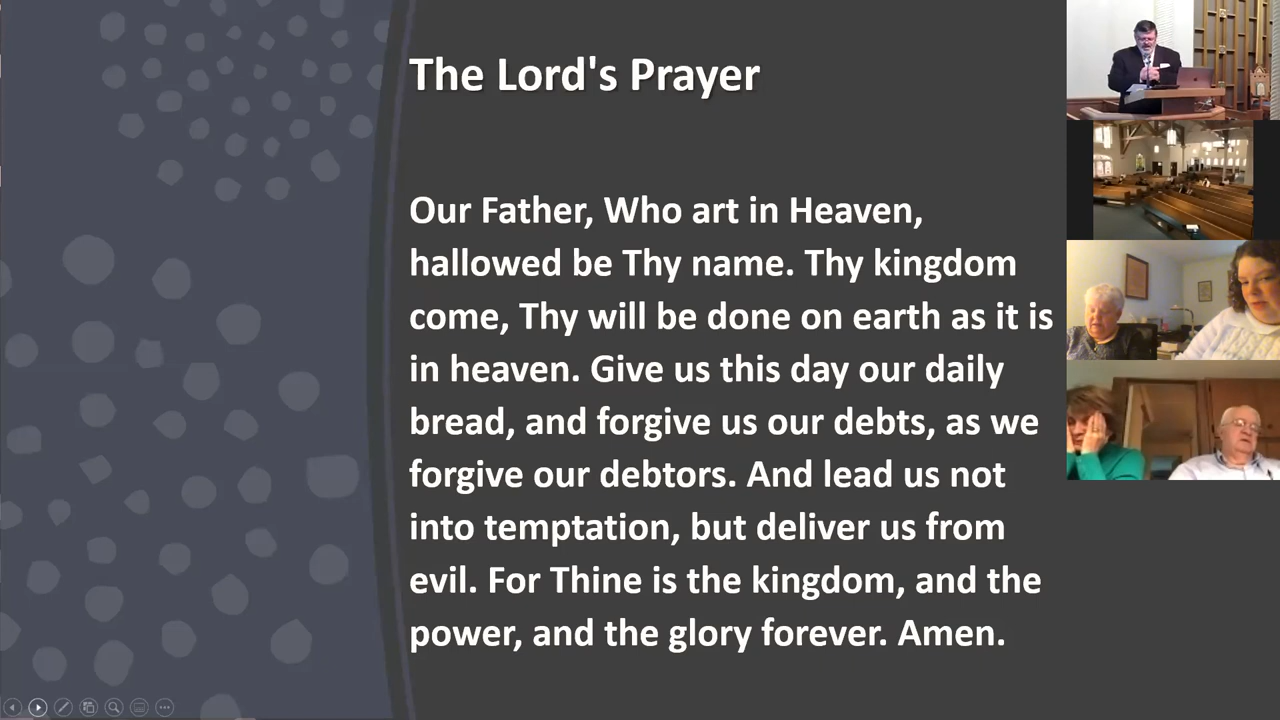 The Lord's Prayer
Our Father, Who art in Heaven,
hallowed be Thy name. Thy kingdom
come, Thy will be done on earth as it is
in heaven. Give us this day our daily
bread, and forgive us our debts, as we
forgive our debtors. And lead us not
into temptation, but deliver us from
evil. For Thine is the kingdom, and the
power, and the glory forever. Amen.